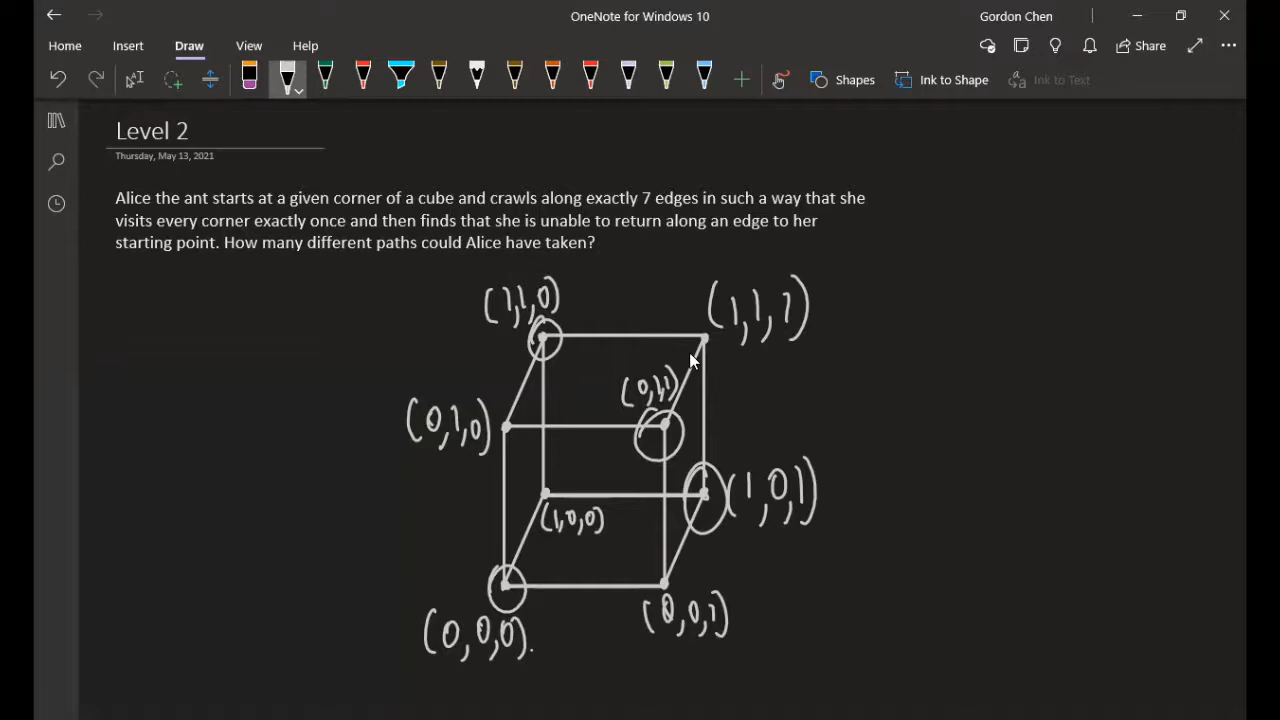 OneNote for Windows 10
Gordon Chen
Home Insert Draw View Help
Share
Shapes
Ink to Shape
Ink to Text
Level 2
Thursday, May 13, 2021
Alice the ant starts at a given corner of a cube and crawls along exactly 7 edges in such a way that she
visits every corner exactly once and then finds that she is unable to return along an edge to her
starting point. How many different paths could Alice have taken?
(1,1,0)
(1,1,1)
(0,1,1)
(0,1,0)
(1,0,1)
(1,0,0)
(0,0,1)
(0,0,0).